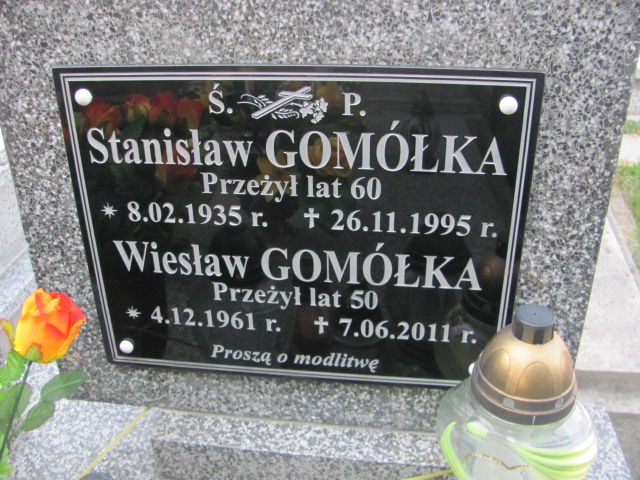 Ś. P.
Stanisław GOMÓŁKA
Przeżył lat 60
* 8.02.1935 r. ✝ 26.11.1995 r.
Wiesław GOMÓŁKA
Przeżył lat 50
* 4.12.1961 r. ✝ 7.06.2011 r.
Proszą o modlitwę